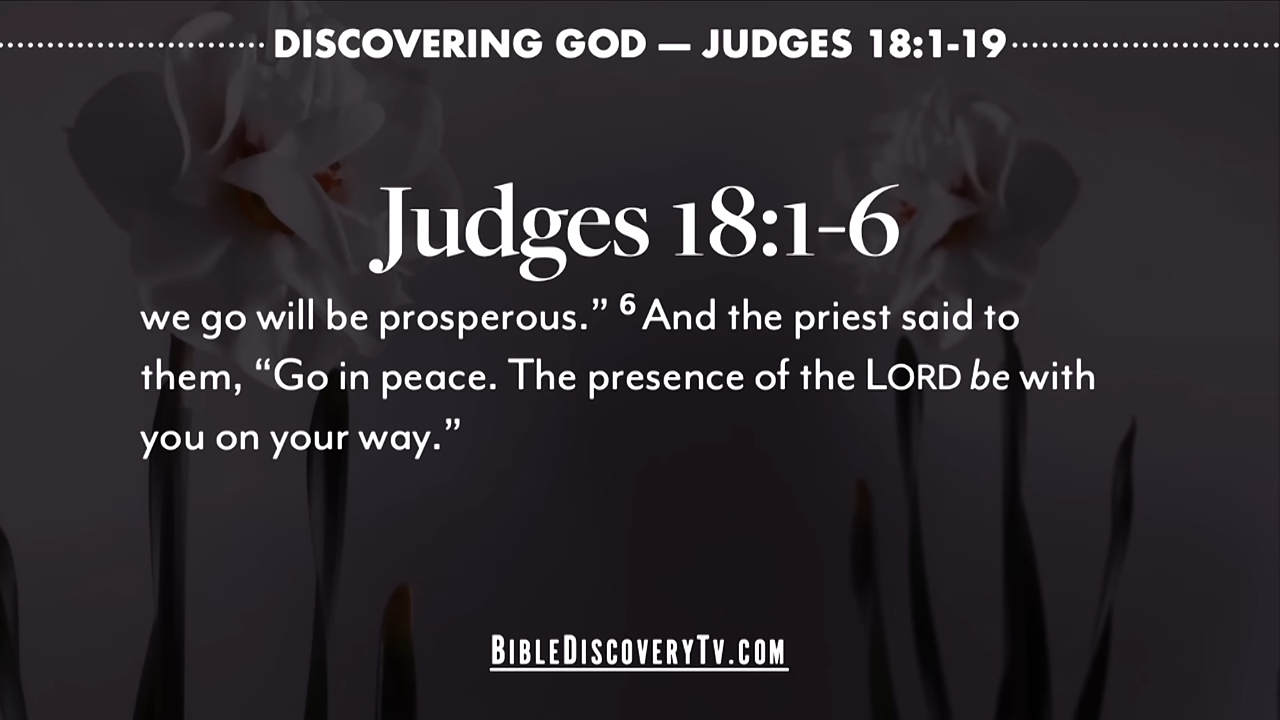 DISCOVERING GOD — JUDGES 18:1-19
Judges 18:1-6
we go will be prosperous.” ⁶ And the priest said to
them, “Go in peace. The presence of the LORD be with
you on your way.”
BIBLEDISCOVERYTV.COM